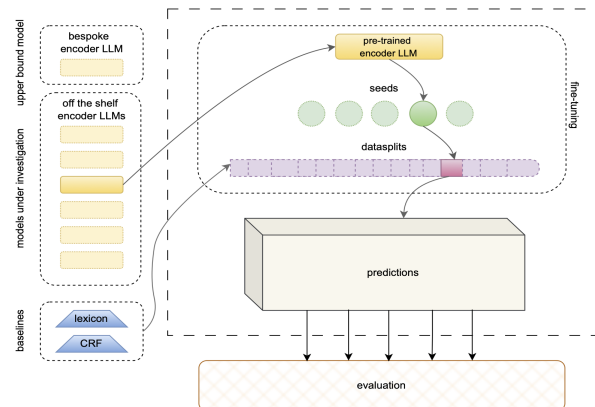 upper bound model
bespoke
encoder LLM
models under investigation
off the shelf
encoder LLMs
baselines
lexicon
CRF
pre-trained
encoder LLM
seeds
datasplits
fine-tuning
predictions
evaluation